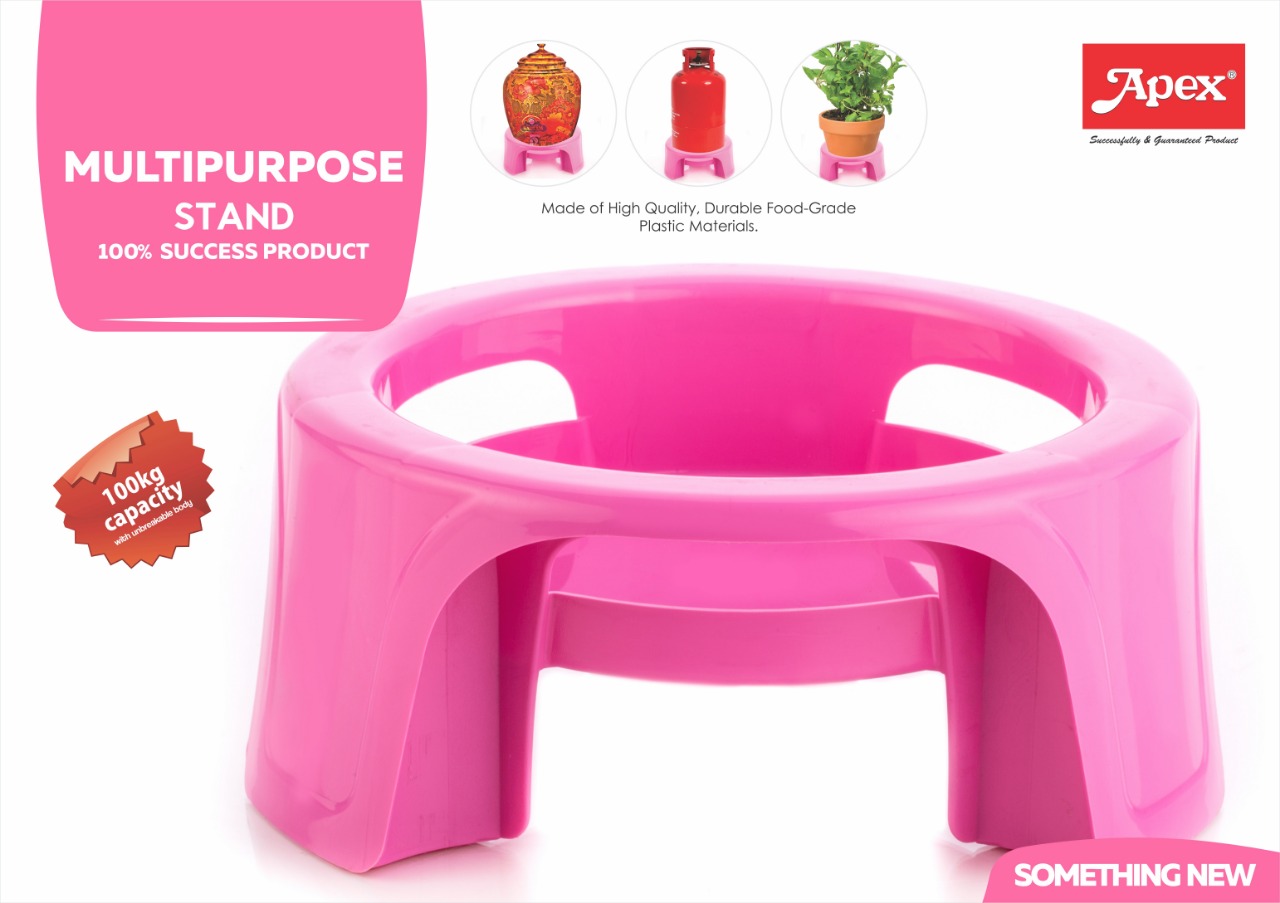 MULTIPURPOSE
STAND
100% SUCCESS PRODUCT
Made of High Quality, Durable Food-Grade
Plastic Materials.
Apex®
Successfully & Guaranteed Product
100kg
capacity
with unbreakable body
SOMETHING NEW